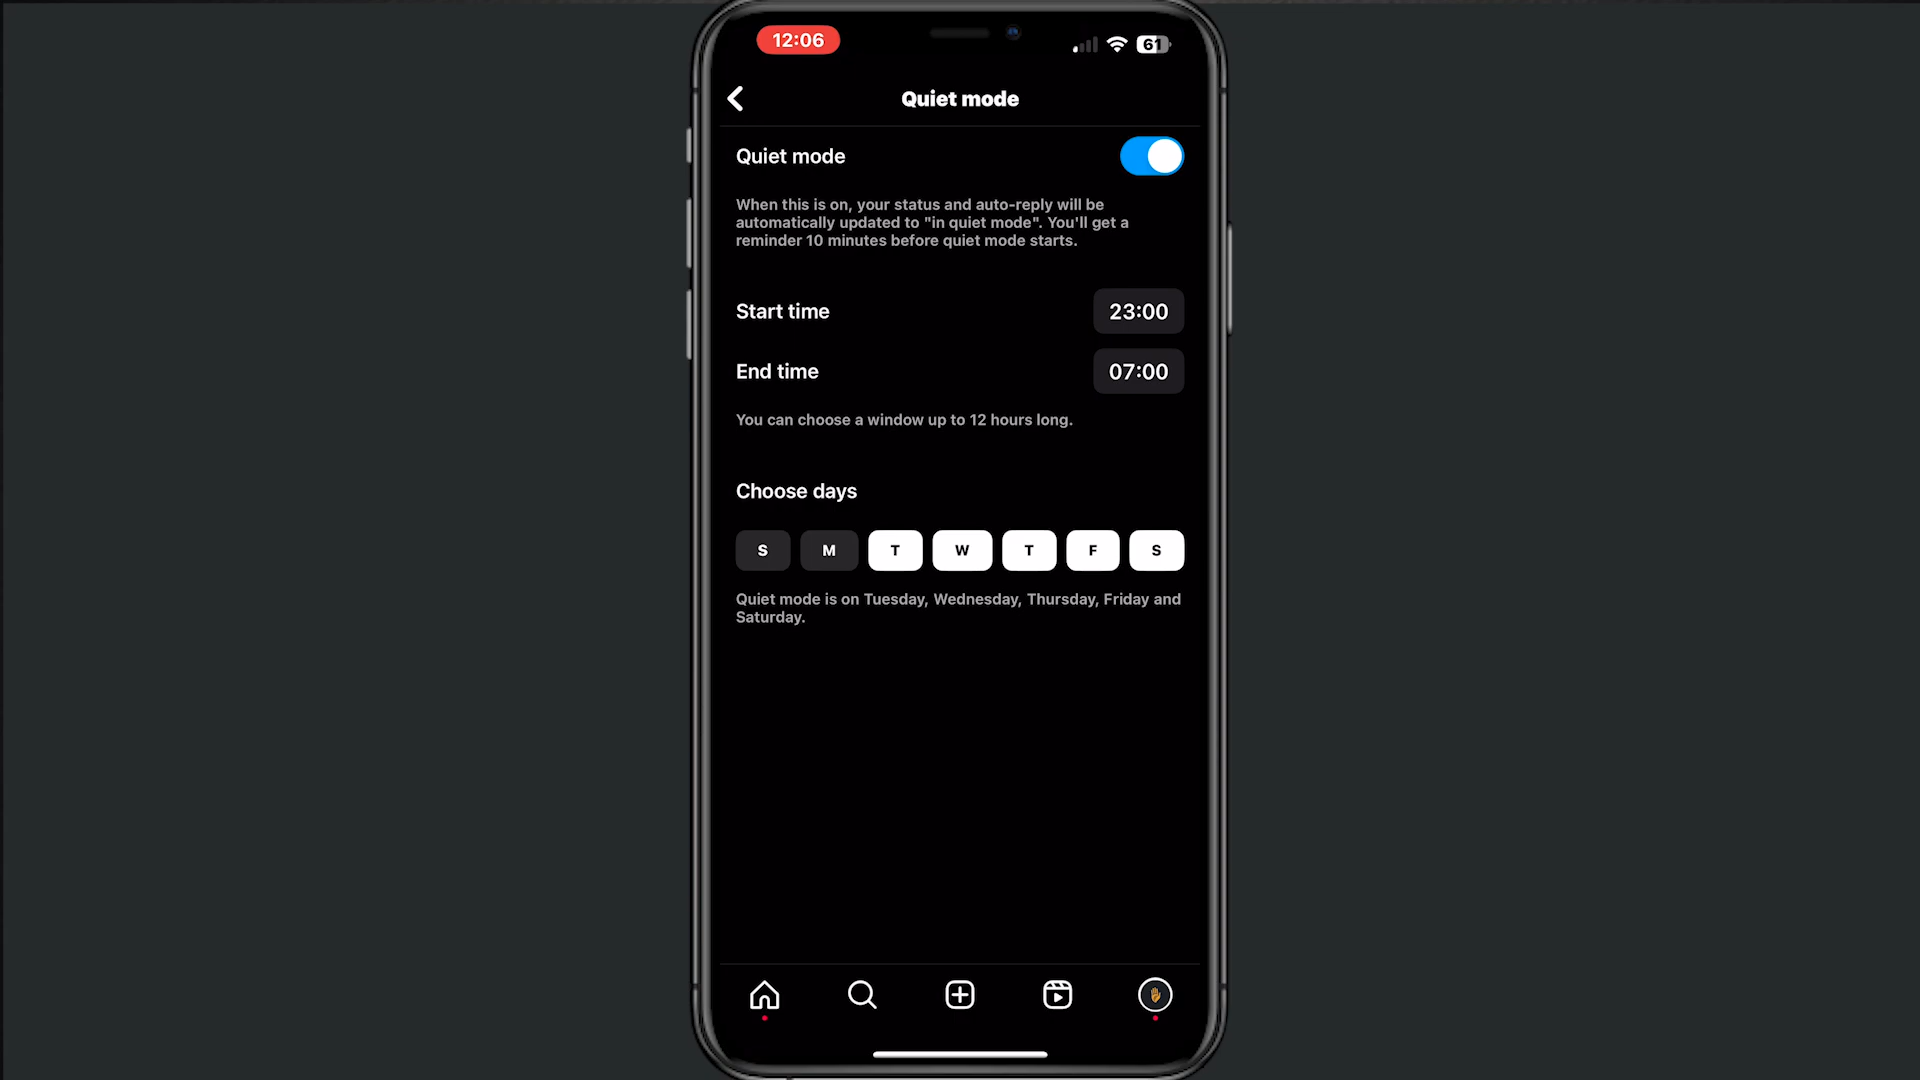 12:06
61
Quiet mode
Quiet mode
When this is on, your status and auto-reply will be
automatically updated to "in quiet mode". You'll get a
reminder 10 minutes before quiet mode starts.
Start time 23:00
End time 07:00
You can choose a window up to 12 hours long.
Choose days
S M T W T F S
Quiet mode is on Tuesday, Wednesday, Thursday, Friday and
Saturday.